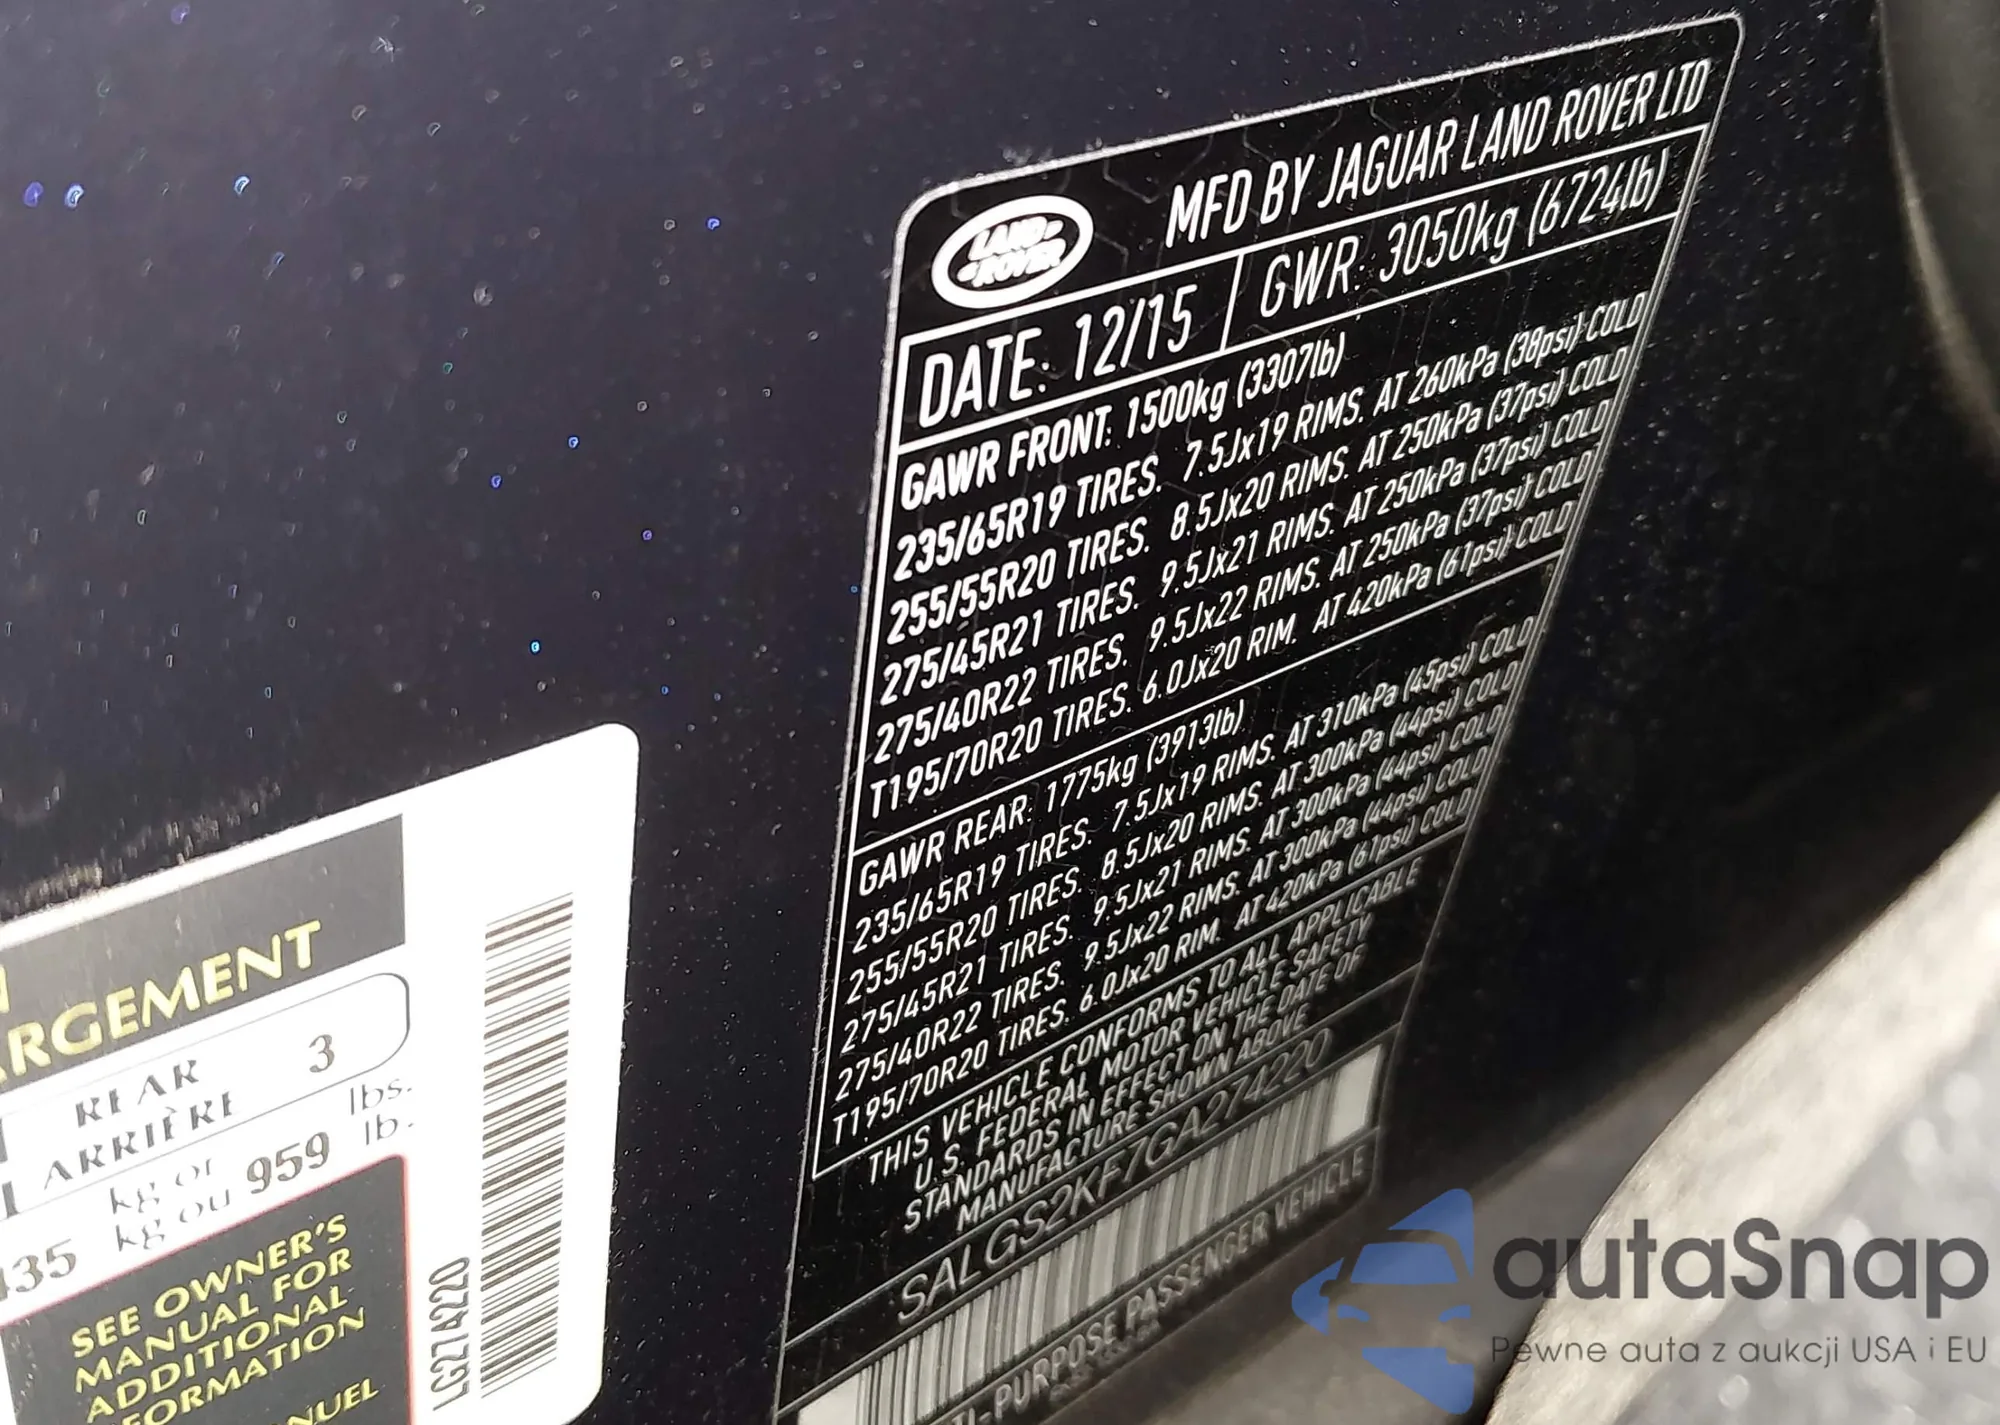 LAND-
-ROVER
MFD BY JAGUAR LAND ROVER LTD
DATE: 12/15
GWR: 3050kg (6724lb)
GAWR FRONT: 1500kg (3307lb)
235/65R19 TIRES. 7.5Jx19 RIMS. AT 260kPa (38psi) COLD
255/55R20 TIRES. 8.5Jx20 RIMS. AT 250kPa (37psi) COLD
275/45R21 TIRES. 9.5Jx21 RIMS. AT 250kPa (37psi) COLD
275/40R22 TIRES. 9.5Jx22 RIMS. AT 250kPa (37psi) COLD
T195/70R20 TIRES. 6.0Jx20 RIM. AT 420kPa (61psi) COLD
GAWR REAR: 1775kg (3913lb)
235/65R19 TIRES. 7.5Jx19 RIMS. AT 310kPa (45psi) COLD
255/55R20 TIRES. 8.5Jx20 RIMS. AT 300kPa (44psi) COLD
275/45R21 TIRES. 9.5Jx21 RIMS. AT 300kPa (44psi) COLD
275/40R22 TIRES. 9.5Jx22 RIMS. AT 300kPa (44psi) COLD
T195/70R20 TIRES. 6.0Jx20 RIM. AT 420kPa (61psi) COLD
THIS VEHICLE CONFORMS TO ALL APPLICABLE
U.S. FEDERAL MOTOR VEHICLE SAFETY
STANDARDS IN EFFECT ON THE DATE OF
MANUFACTURE SHOWN ABOVE
SALGS2KF7GA274220
TI-PURPOSE PASSENGER VEHICLE
RGEMENT
REAR
ARRIÈRE
3
kg or 959 lbs.
kg ou lb.
35
SEE OWNER'S
MANUAL FOR
ADDITIONAL
FORMATION
NUEL
LG274220
autaSnap
Pewne auta z aukcji USA i EU